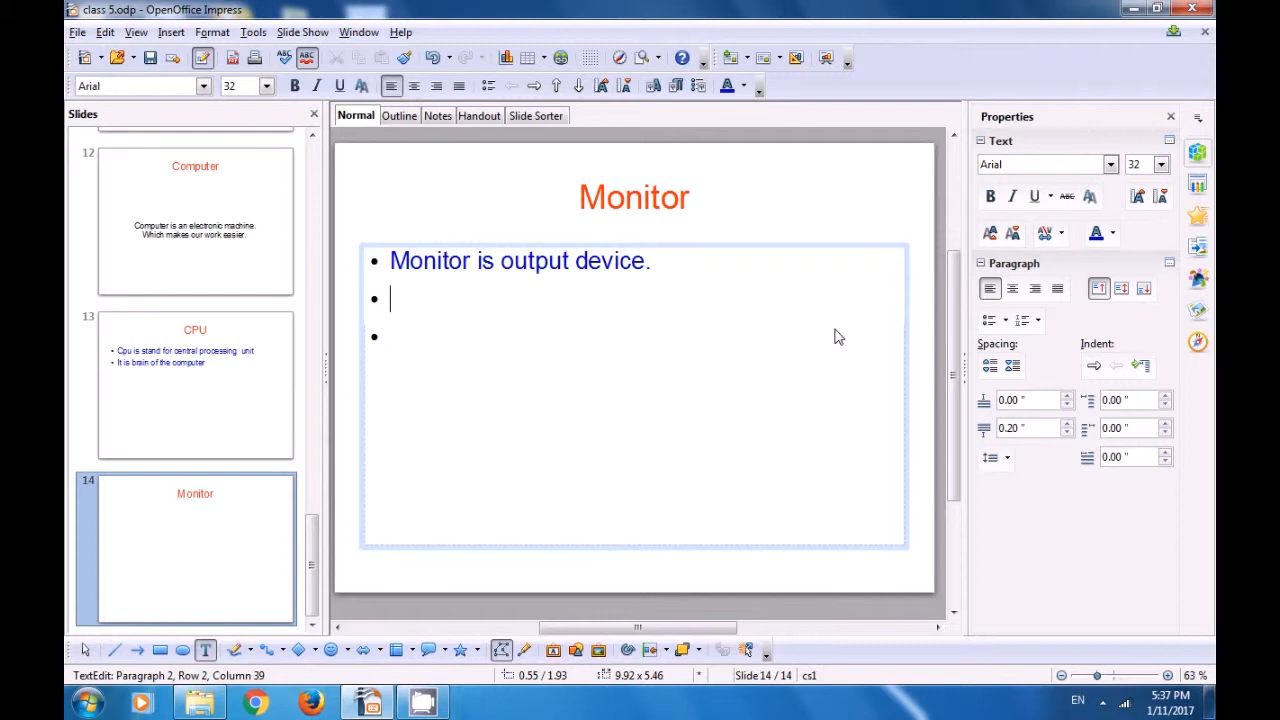 class 5.odp - OpenOffice Impress
File Edit View Insert Format Tools Slide Show Window Help
Arial 32
Slides
Normal Outline Notes Handout Slide Sorter
12
Computer
Computer is an electronic machine.
Which makes our work easier.
13
CPU
• Cpu is stand for central processing unit
• It is brain of the computer
14
Monitor
Monitor
• Monitor is output device.
•
•
Properties
Text
Arial 32
Paragraph
Spacing: Indent:
0.00 " 0.00 "
0.20 " 0.00 "
0.00 "
TextEdit: Paragraph 2, Row 2, Column 39 0.55 / 1.93 9.92 x 5.46 * Slide 14 / 14 cs1 63 %
EN 5:37 PM
1/11/2017